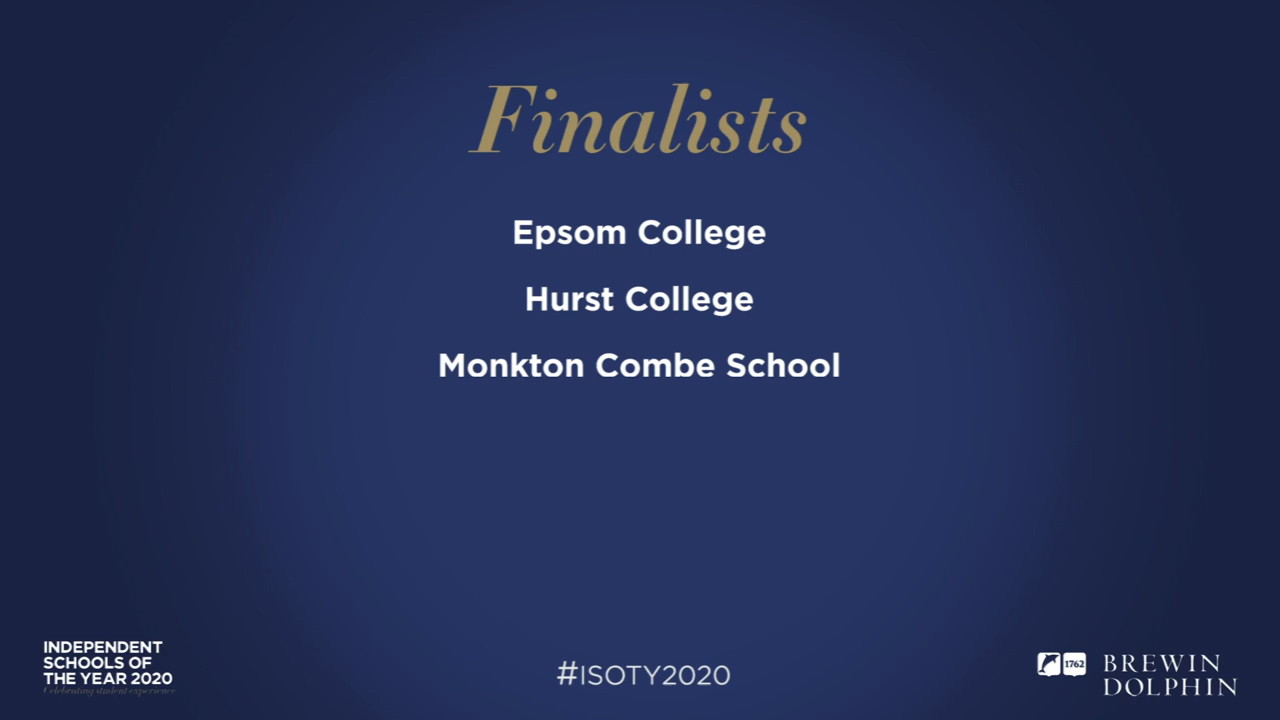 Finalists
Epsom College
Hurst College
Monkton Combe School
INDEPENDENT
SCHOOLS OF
THE YEAR 2020
Celebrating student experience
#ISOTY2020
1762
BREWIN
DOLPHIN